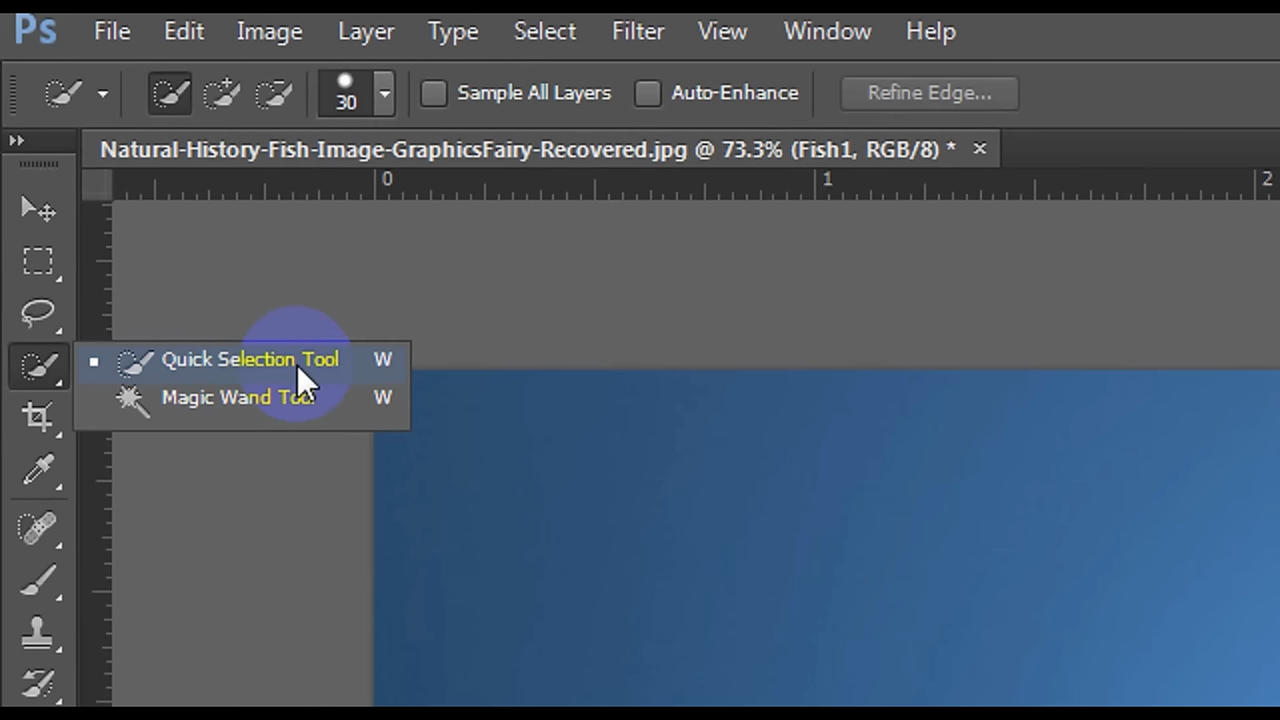 Ps File Edit Image Layer Type Select Filter View Window Help
30 Sample All Layers Auto-Enhance Refine Edge...
Natural-History-Fish-Image-GraphicsFairy-Recovered.jpg @ 73.3% (Fish1, RGB/8) * ×
0 1 2
Quick Selection Tool W
Magic Wand Tool W